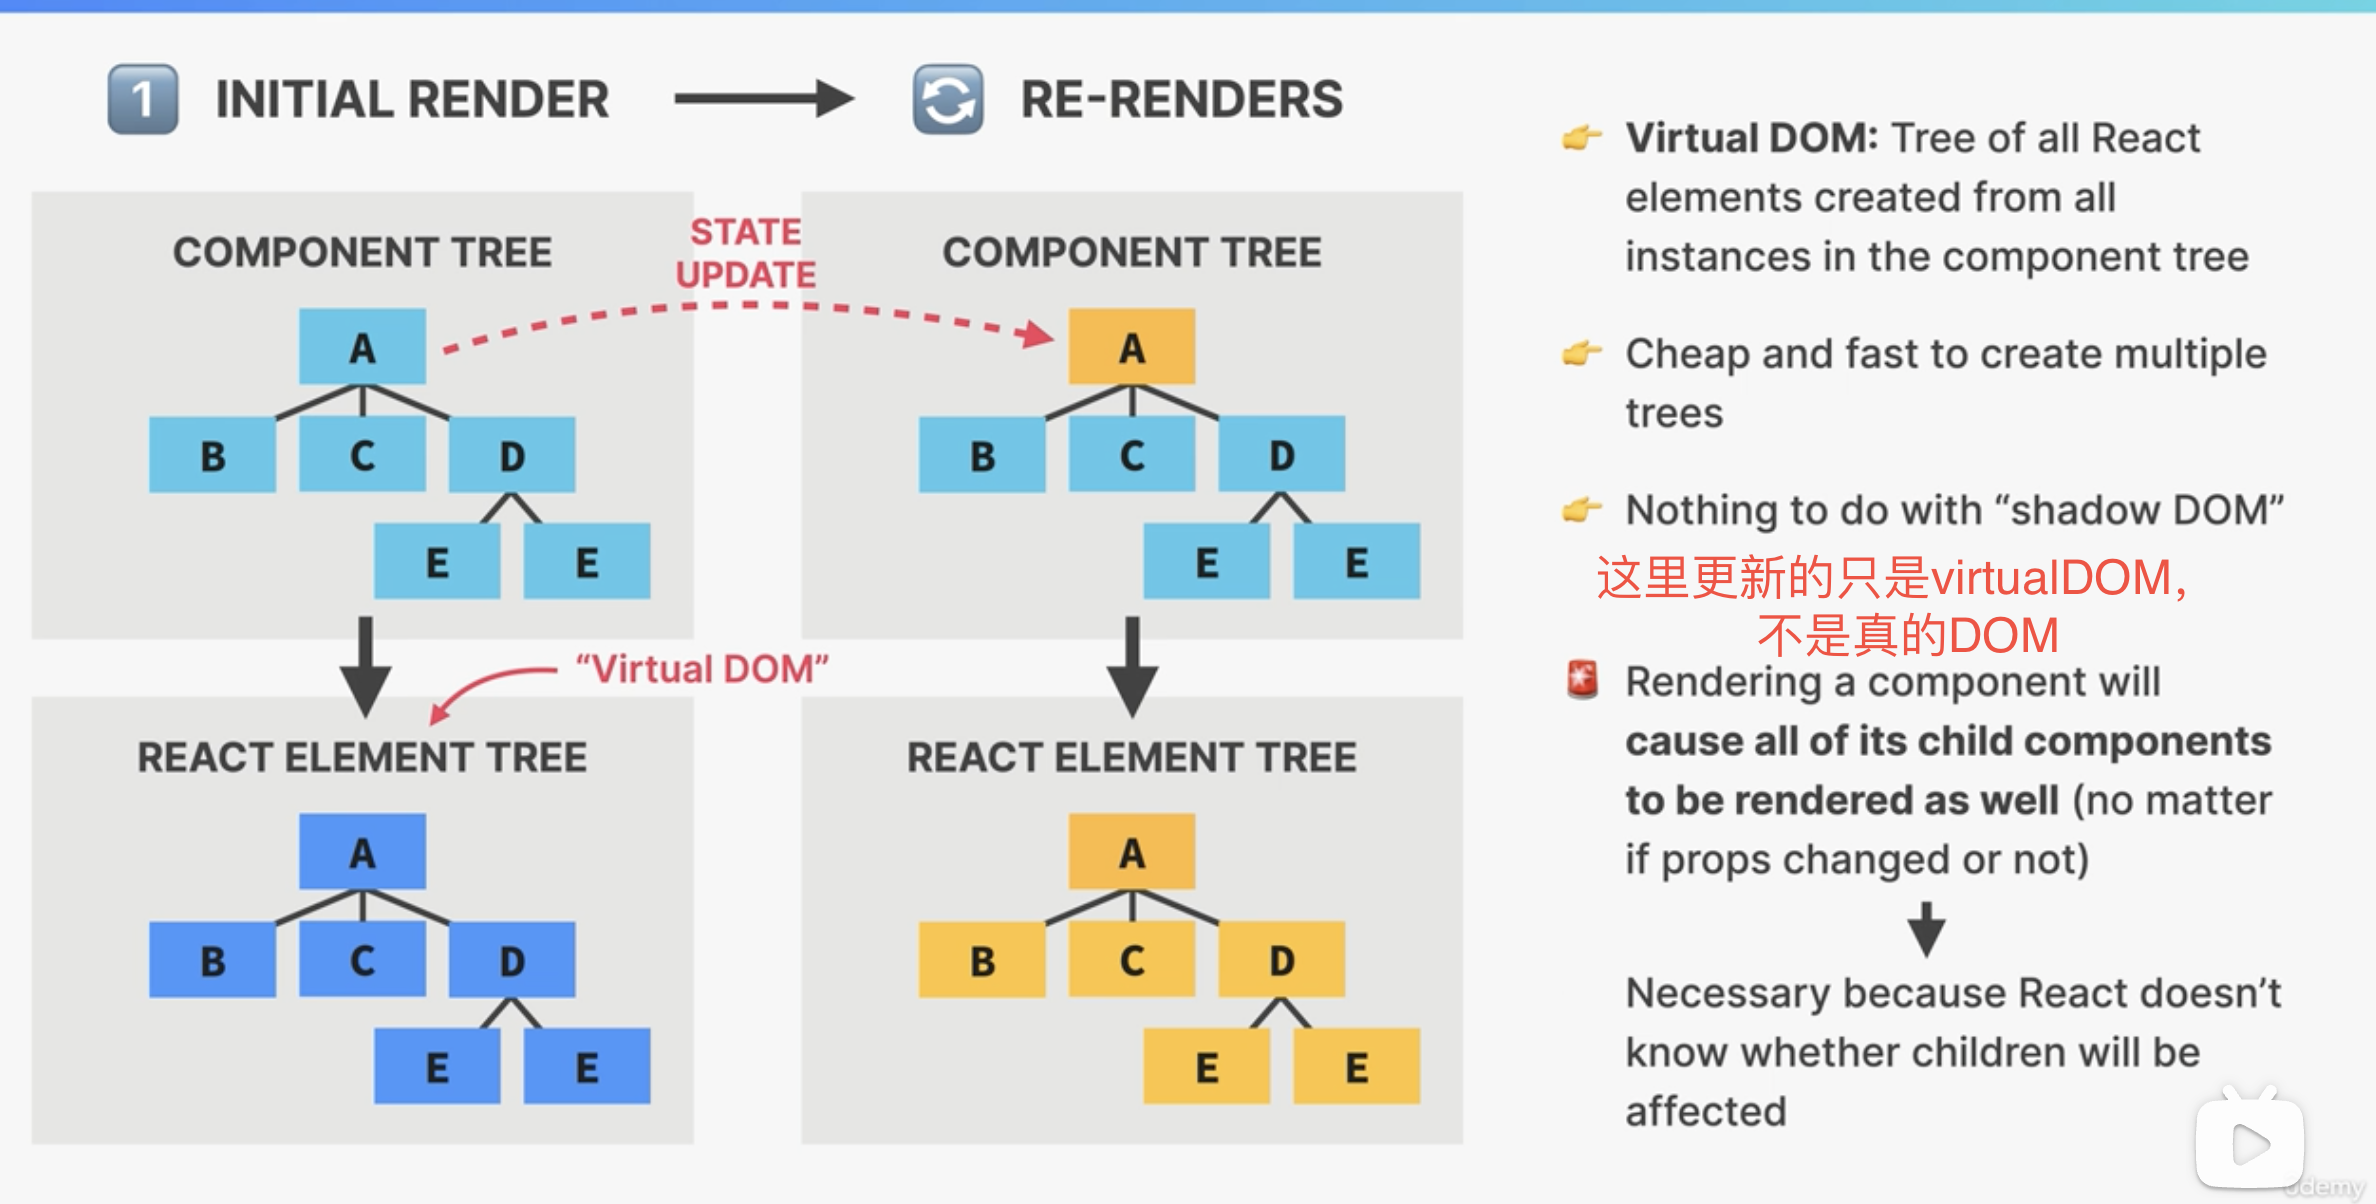 1 INITIAL RENDER
RE-RENDERS
COMPONENT TREE
A
B C D
E E
STATE
UPDATE
COMPONENT TREE
A
B C D
E E
“Virtual DOM”
REACT ELEMENT TREE
A
B C D
E E
REACT ELEMENT TREE
A
B C D
E E
Virtual DOM: Tree of all React
elements created from all
instances in the component tree
Cheap and fast to create multiple
trees
Nothing to do with “shadow DOM”
这里更新的只是virtualDOM，
不是真的DOM
Rendering a component will
cause all of its child components
to be rendered as well (no matter
if props changed or not)
Necessary because React doesn’t
know whether children will be
affected